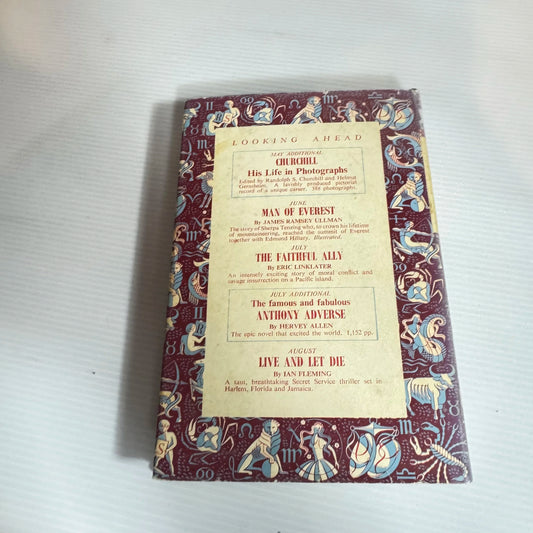 LOOKING AHEAD
MAY ADDITIONAL
CHURCHILL
His Life in Photographs
Edited by Randolph S. Churchill and Helmut
Gernsheim. A lavishly produced pictorial
record of a unique career. 388 photographs.
JUNE
MAN OF EVEREST
By JAMES RAMSEY ULLMAN
The story of Sherpa Tenzing who, to crown his lifetime
of mountaineering, reached the summit of Everest
together with Edmund Hillary. Illustrated.
JULY
THE FAITHFUL ALLY
By ERIC LINKLATER
An intensely exciting story of moral conflict and
savage insurrection on a Pacific island.
JULY ADDITIONAL
The famous and fabulous
ANTHONY ADVERSE
By HERVEY ALLEN
The epic novel that excited the world. 1,152 pp.
AUGUST
LIVE AND LET DIE
By IAN FLEMING
A taut, breathtaking Secret Service thriller set in
Harlem, Florida and Jamaica.